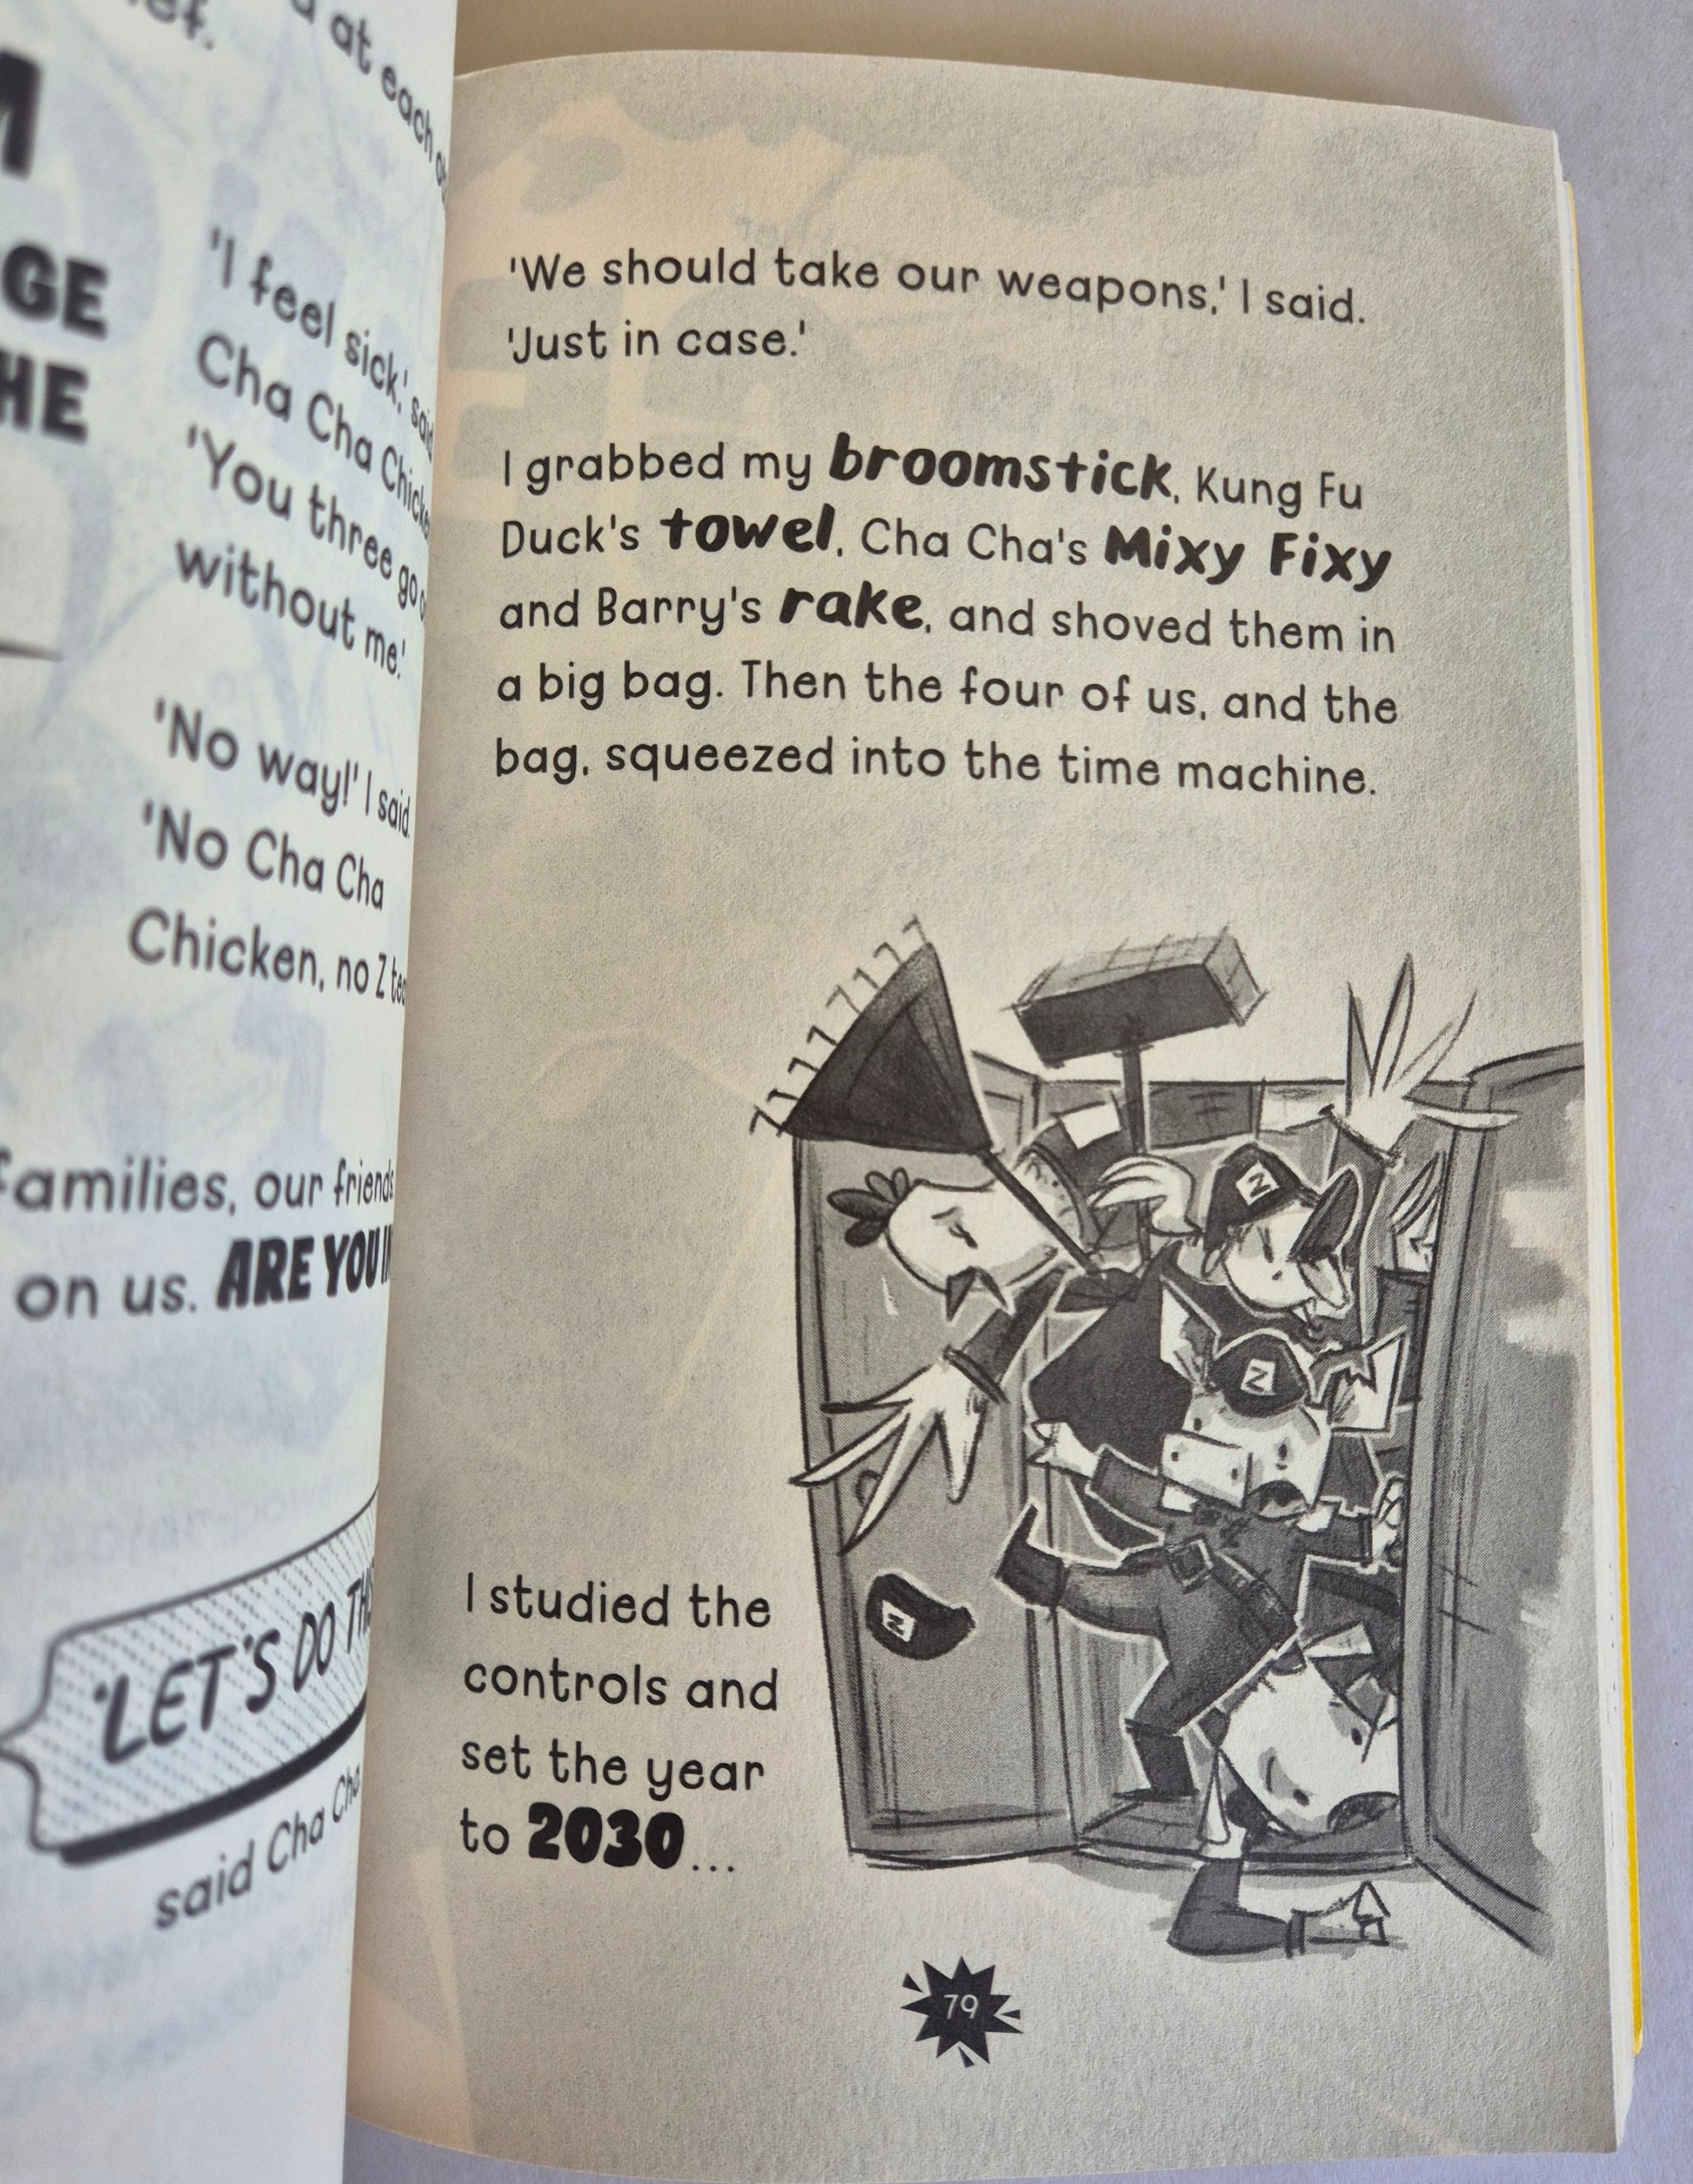 at each
M
GE
HE
'I feel sick,' said
Cha Cha
'You three go
without me.'
'No way!' I said.
'No Cha Cha
Chicken, no Z
families, our friends
on us. ARE YOU
'LET'S DO
said Cha Cha
'We should take our weapons,' I said.
'Just in case.'
I grabbed my broomstick, Kung Fu
Duck's towel, Cha Cha's Mixy Fixy
and Barry's rake, and shoved them in
a big bag. Then the four of us, and the
bag, squeezed into the time machine.
Z
Z
Z
I studied the
controls and
set the year
to 2030...
79